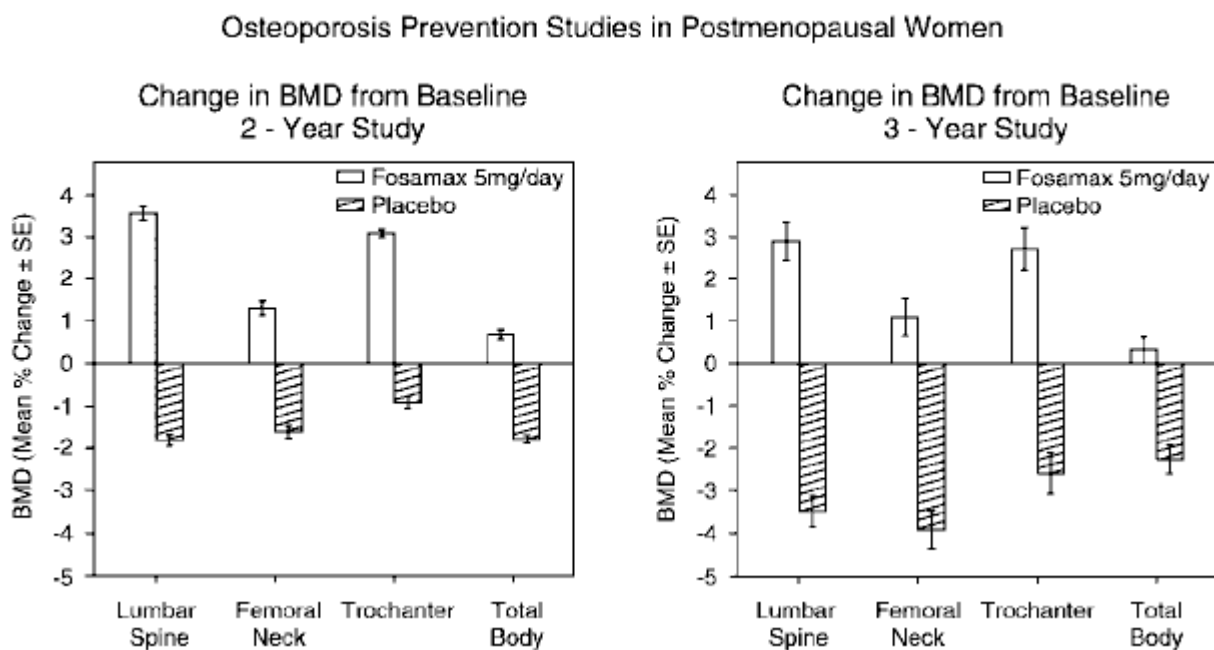 Osteoporosis Prevention Studies in Postmenopausal Women
Change in BMD from Baseline
2 - Year Study
Fosamax 5mg/day
Placebo
BMD (Mean % Change ± SE)
4
3
2
1
0
-1
-2
-3
-4
-5
Lumbar
Spine
Femoral
Neck
Trochanter
Total
Body
Change in BMD from Baseline
3 - Year Study
Fosamax 5mg/day
Placebo
BMD (Mean % Change ± SE)
4
3
2
1
0
-1
-2
-3
-4
-5
Lumbar
Spine
Femoral
Neck
Trochanter
Total
Body